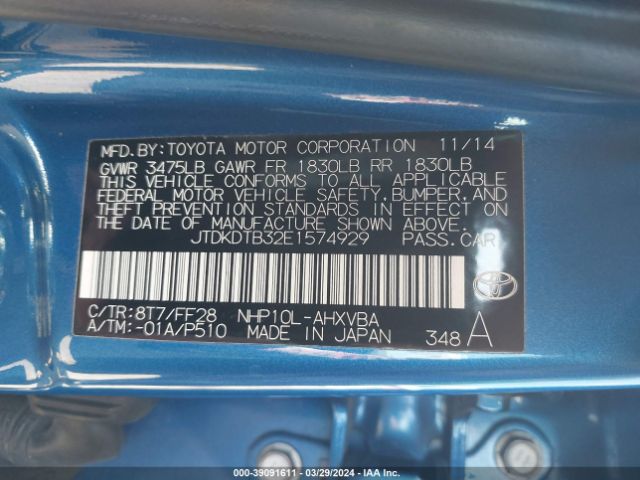 MFD.BY:TOYOTA MOTOR CORPORATION 11/14
GVWR 3475LB GAWR FR 1830LB RR 1830LB
THIS VEHICLE CONFORMS TO ALL APPLICABLE
FEDERAL MOTOR VEHICLE SAFETY,BUMPER,AND
THEFT PREVENTION STANDARDS IN EFFECT ON
THE DATE OF MANUFACTURE SHOWN ABOVE.
JTDKDTB32E1574929 PASS.CAR
C/TR:8T7/FF28 NHP10L-AHXVBA
A/TM:-01A/P510 MADE IN JAPAN 348 A
000-39091611 | 03/29/2024 | IAA Inc.